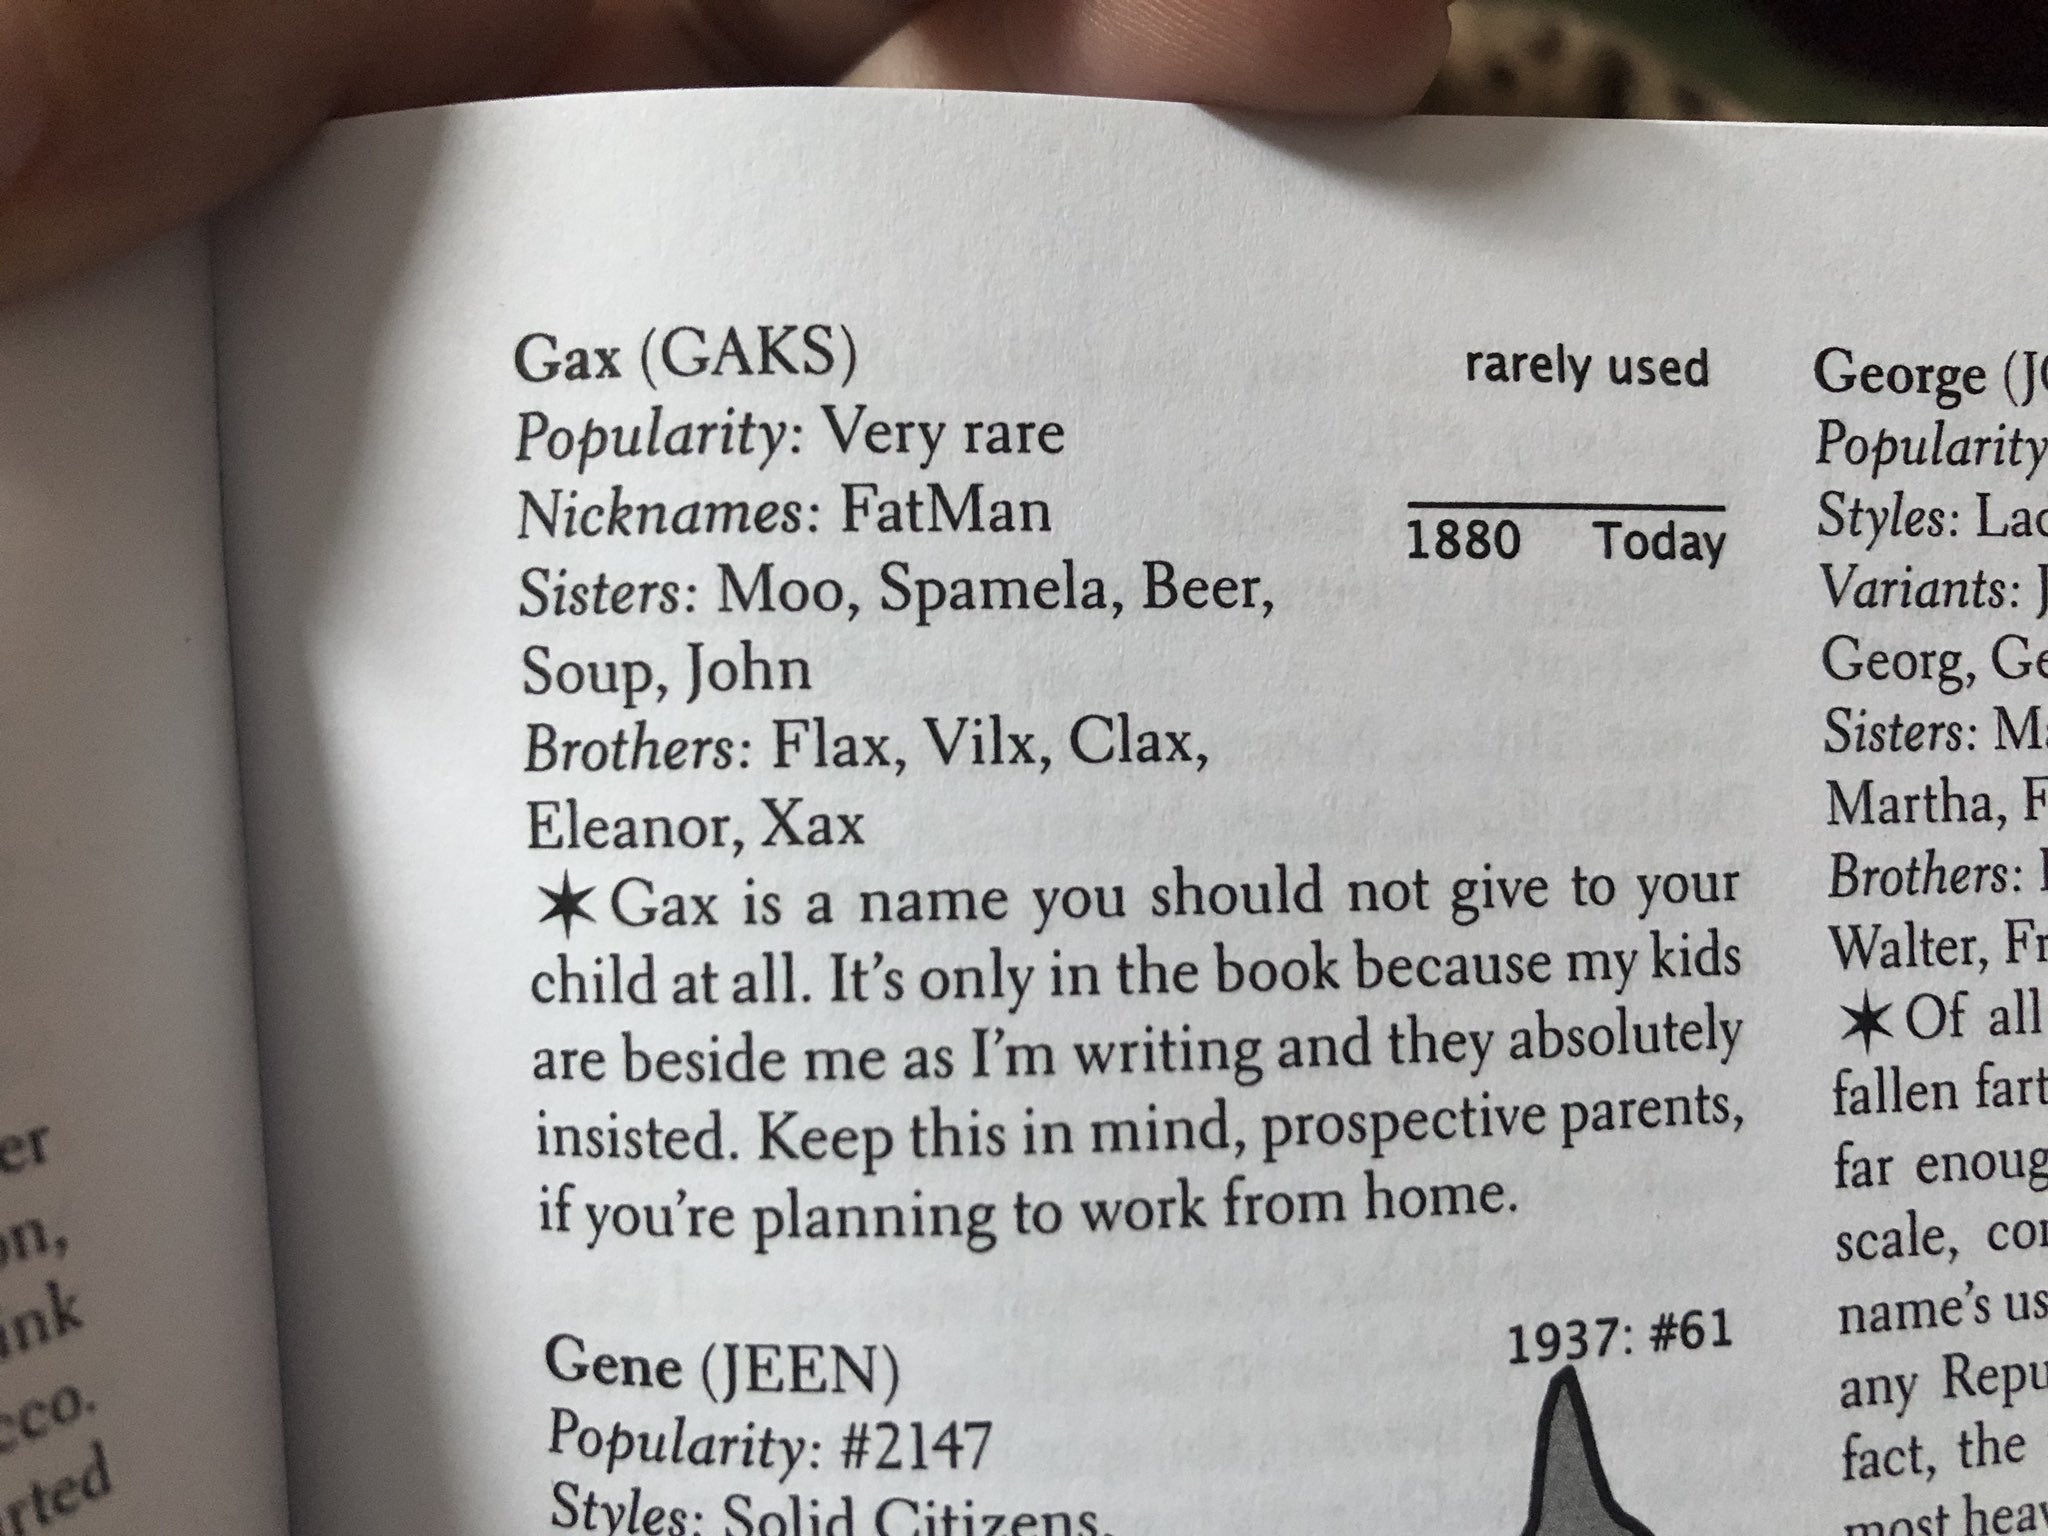 Gax (GAKS)
rarely used
Popularity: Very rare
Nicknames: FatMan
1880 Today
Sisters: Moo, Spamela, Beer,
Soup, John
Brothers: Flax, Vilx, Clax,
Eleanor, Xax
✶Gax is a name you should not give to your
child at all. It's only in the book because my kids
are beside me as I'm writing and they absolutely
insisted. Keep this in mind, prospective parents,
if you're planning to work from home.
Gene (JEEN)
1937: #61
Popularity: #2147
Styles: Solid Citizens,
George
Popularity
Styles:
Variants:
Georg,
Sisters:
Martha,
Brothers:
Walter,
✶Of all
fallen
far
scale,
name's
any
fact, the
most